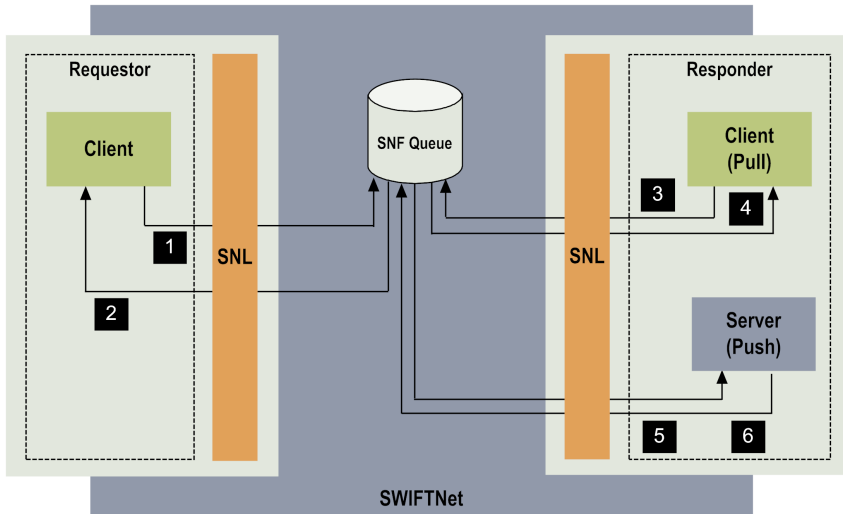 Requestor
Responder
Client
SNF Queue
Client
(Pull)
3
4
1
SNL
SNL
2
Server
(Push)
5
6
SWIFTNet